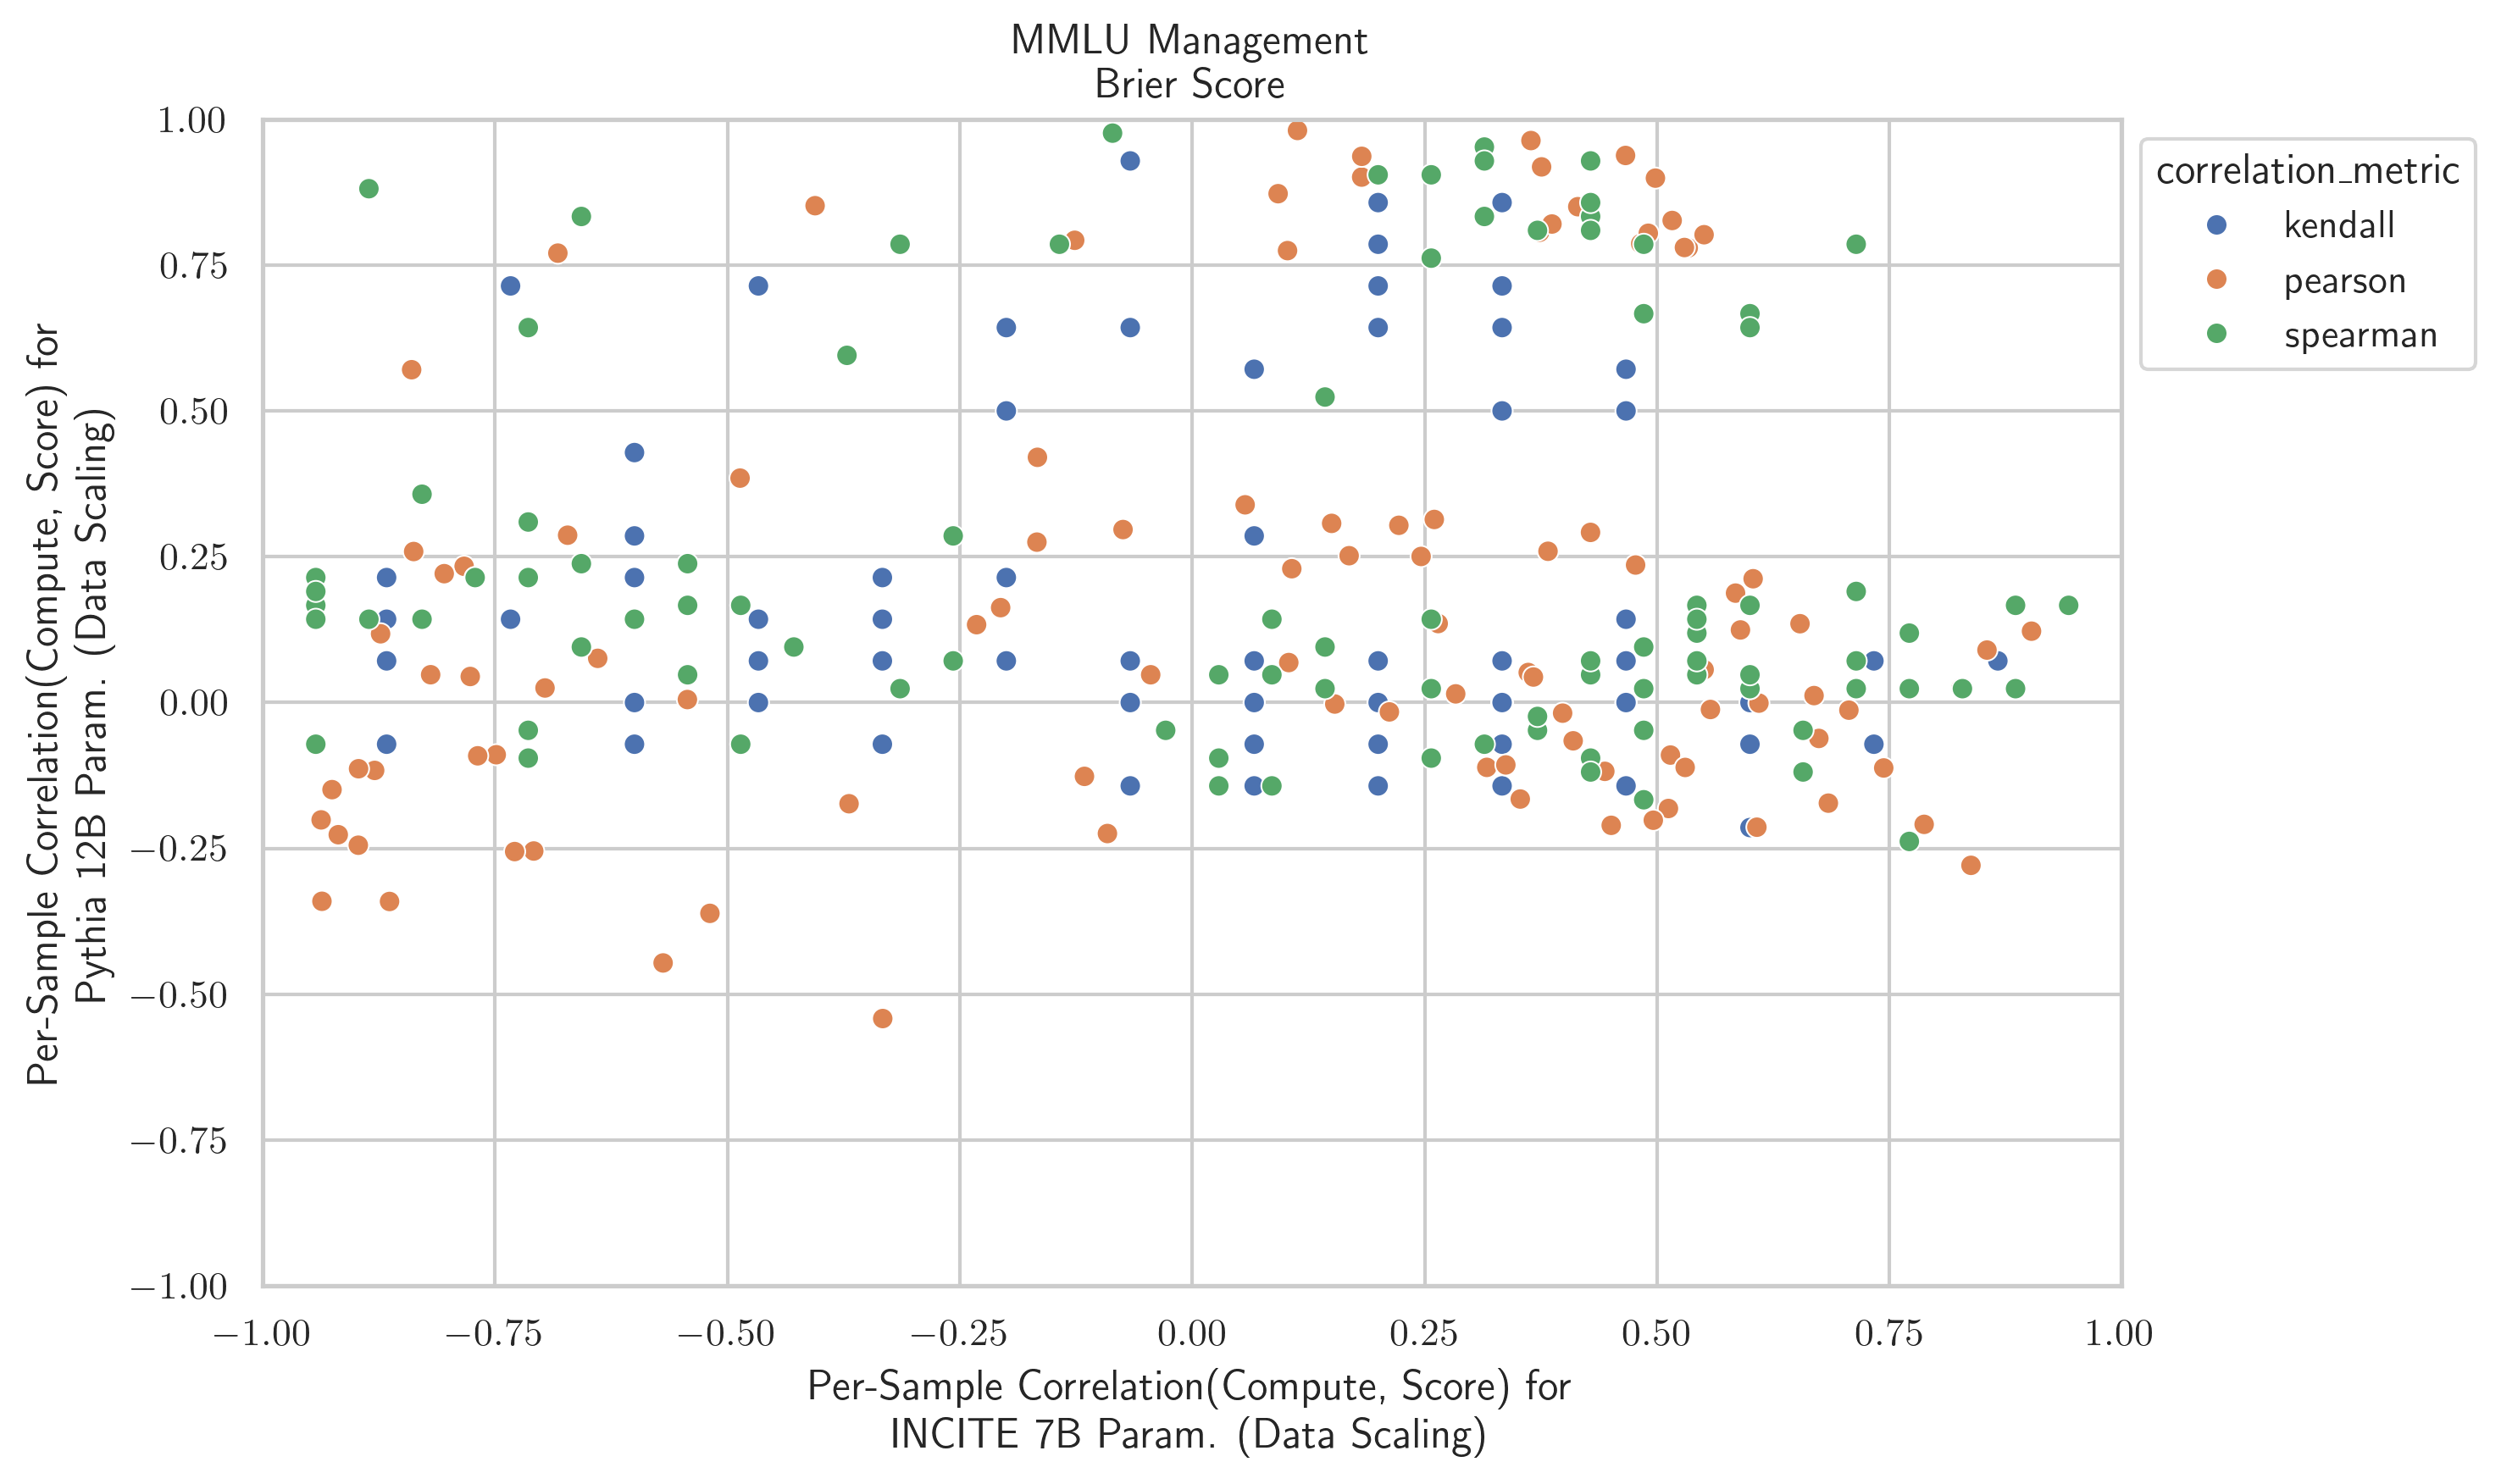 MMLU Management
Brier Score
Per-Sample Correlation(Compute, Score) for
Pythia 12B Param. (Data Scaling)
1.00
0.75
0.50
0.25
0.00
−0.25
−0.50
−0.75
−1.00
−1.00
−0.75
−0.50
−0.25
0.00
0.25
0.50
0.75
1.00
Per-Sample Correlation(Compute, Score) for
INCITE 7B Param. (Data Scaling)
correlation_metric
kendall
pearson
spearman